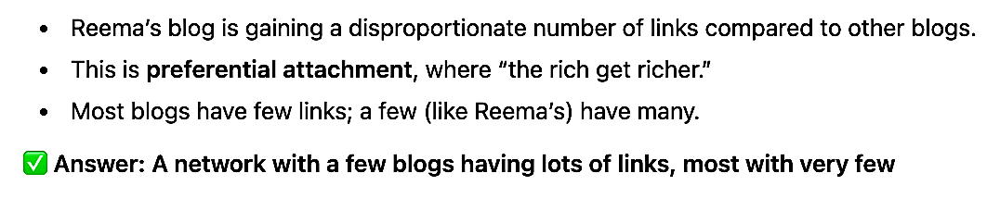 • Reema’s blog is gaining a disproportionate number of links compared to other blogs.
• This is preferential attachment, where “the rich get richer.”
• Most blogs have few links; a few (like Reema’s) have many.
✅ Answer: A network with a few blogs having lots of links, most with very few